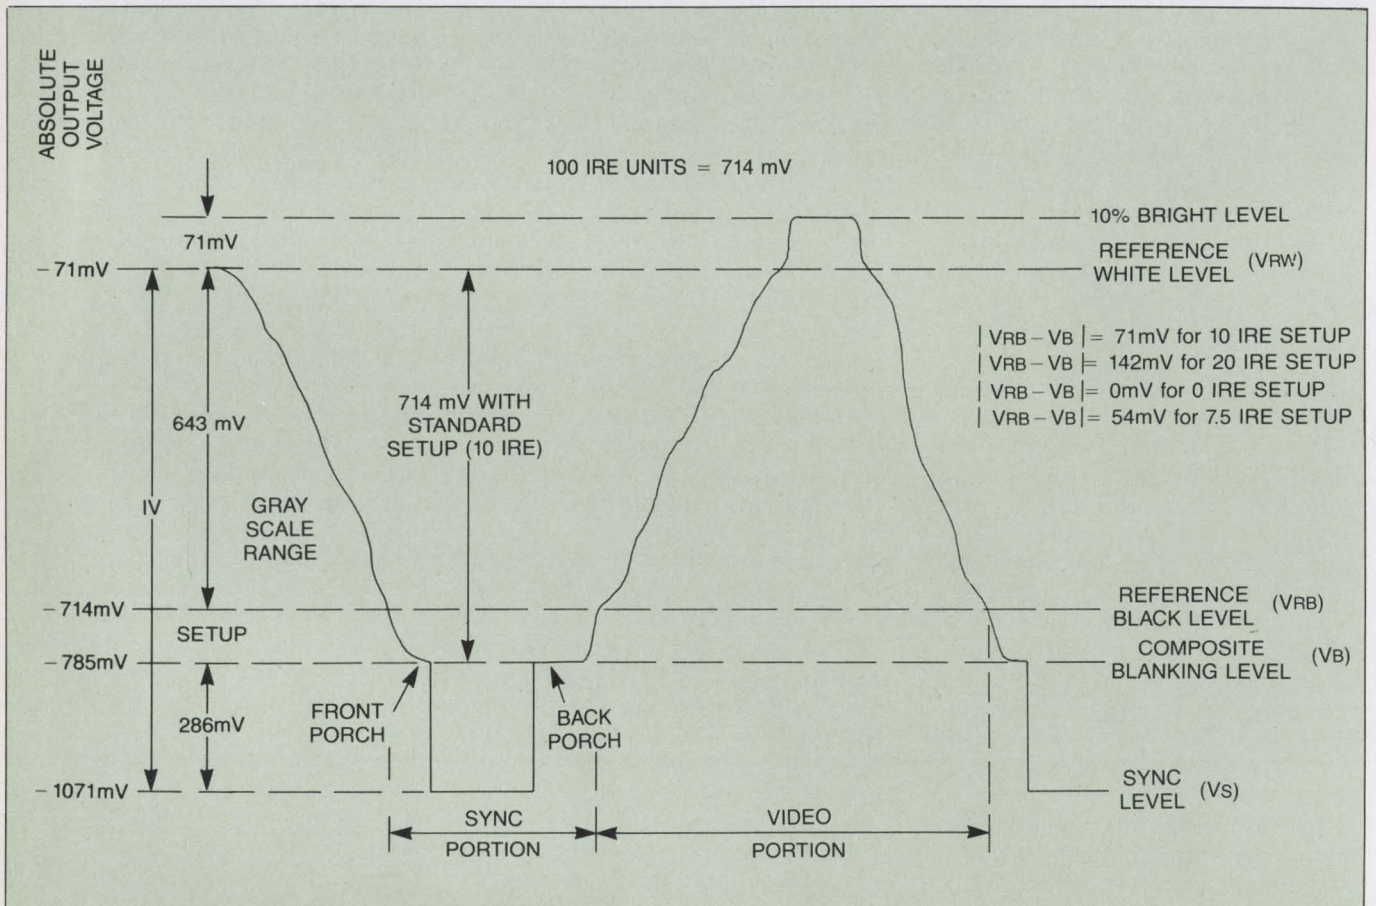 ABSOLUTE
OUTPUT
VOLTAGE
100 IRE UNITS = 714 mV
10% BRIGHT LEVEL
71mV
REFERENCE
WHITE LEVEL (VRW)
-71mV
| VRB - VB | = 71mV for 10 IRE SETUP
| VRB - VB | = 142mV for 20 IRE SETUP
| VRB - VB | = 0mV for 0 IRE SETUP
| VRB - VB | = 54mV for 7.5 IRE SETUP
714 mV WITH
STANDARD
SETUP (10 IRE)
643 mV
IV
GRAY
SCALE
RANGE
-714mV
REFERENCE
BLACK LEVEL (VRB)
SETUP
-785mV
COMPOSITE
BLANKING LEVEL (VB)
286mV
FRONT
PORCH
BACK
PORCH
-1071mV
SYNC
LEVEL (VS)
SYNC
PORTION
VIDEO
PORTION